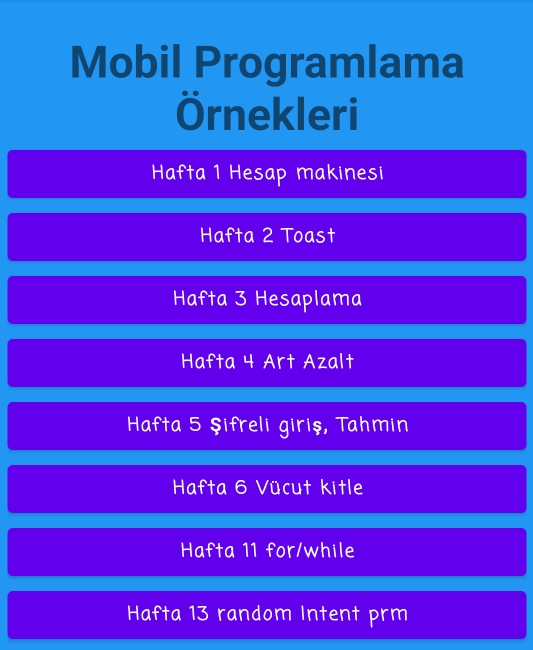 Mobil Programlama
Örnekleri
Hafta 1 Hesap makinesi
Hafta 2 Toast
Hafta 3 Hesaplama
Hafta 4 Art Azalt
Hafta 5 Şifreli giriş, Tahmin
Hafta 6 Vücut kitle
Hafta 11 for/while
Hafta 13 random Intent prm